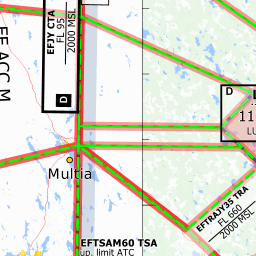 EFJY CTA
FL 95
2000 MSL
D
EF ACC M
D
11
LU
Multia
EFTRAJY35 TRA
FL 660
2000 MSL
EFTSAM60 TSA
up. limit ATC